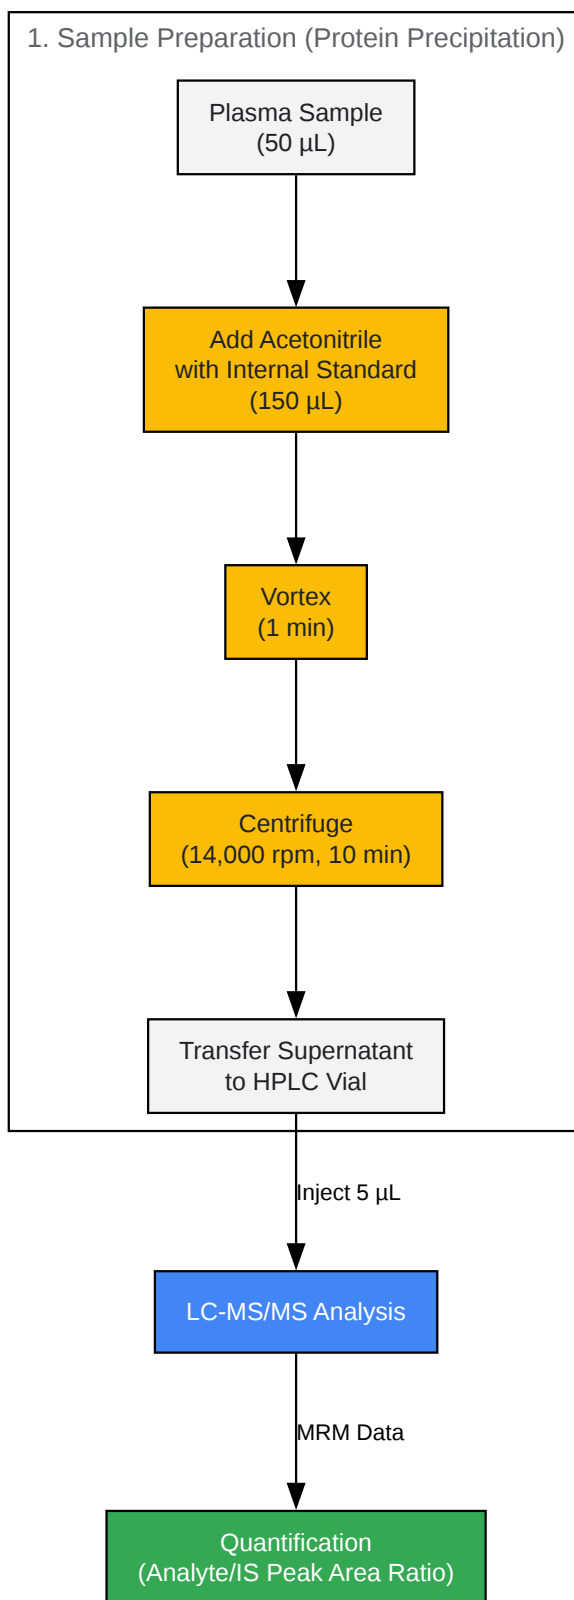 1. Sample Preparation (Protein Precipitation)
Plasma Sample
(50 µL)
Add Acetonitrile
with Internal Standard
(150 µL)
Vortex
(1 min)
Centrifuge
(14,000 rpm, 10 min)
Transfer Supernatant
to HPLC Vial
Inject 5 µL
LC-MS/MS Analysis
MRM Data
Quantification
(Analyte/IS Peak Area Ratio)